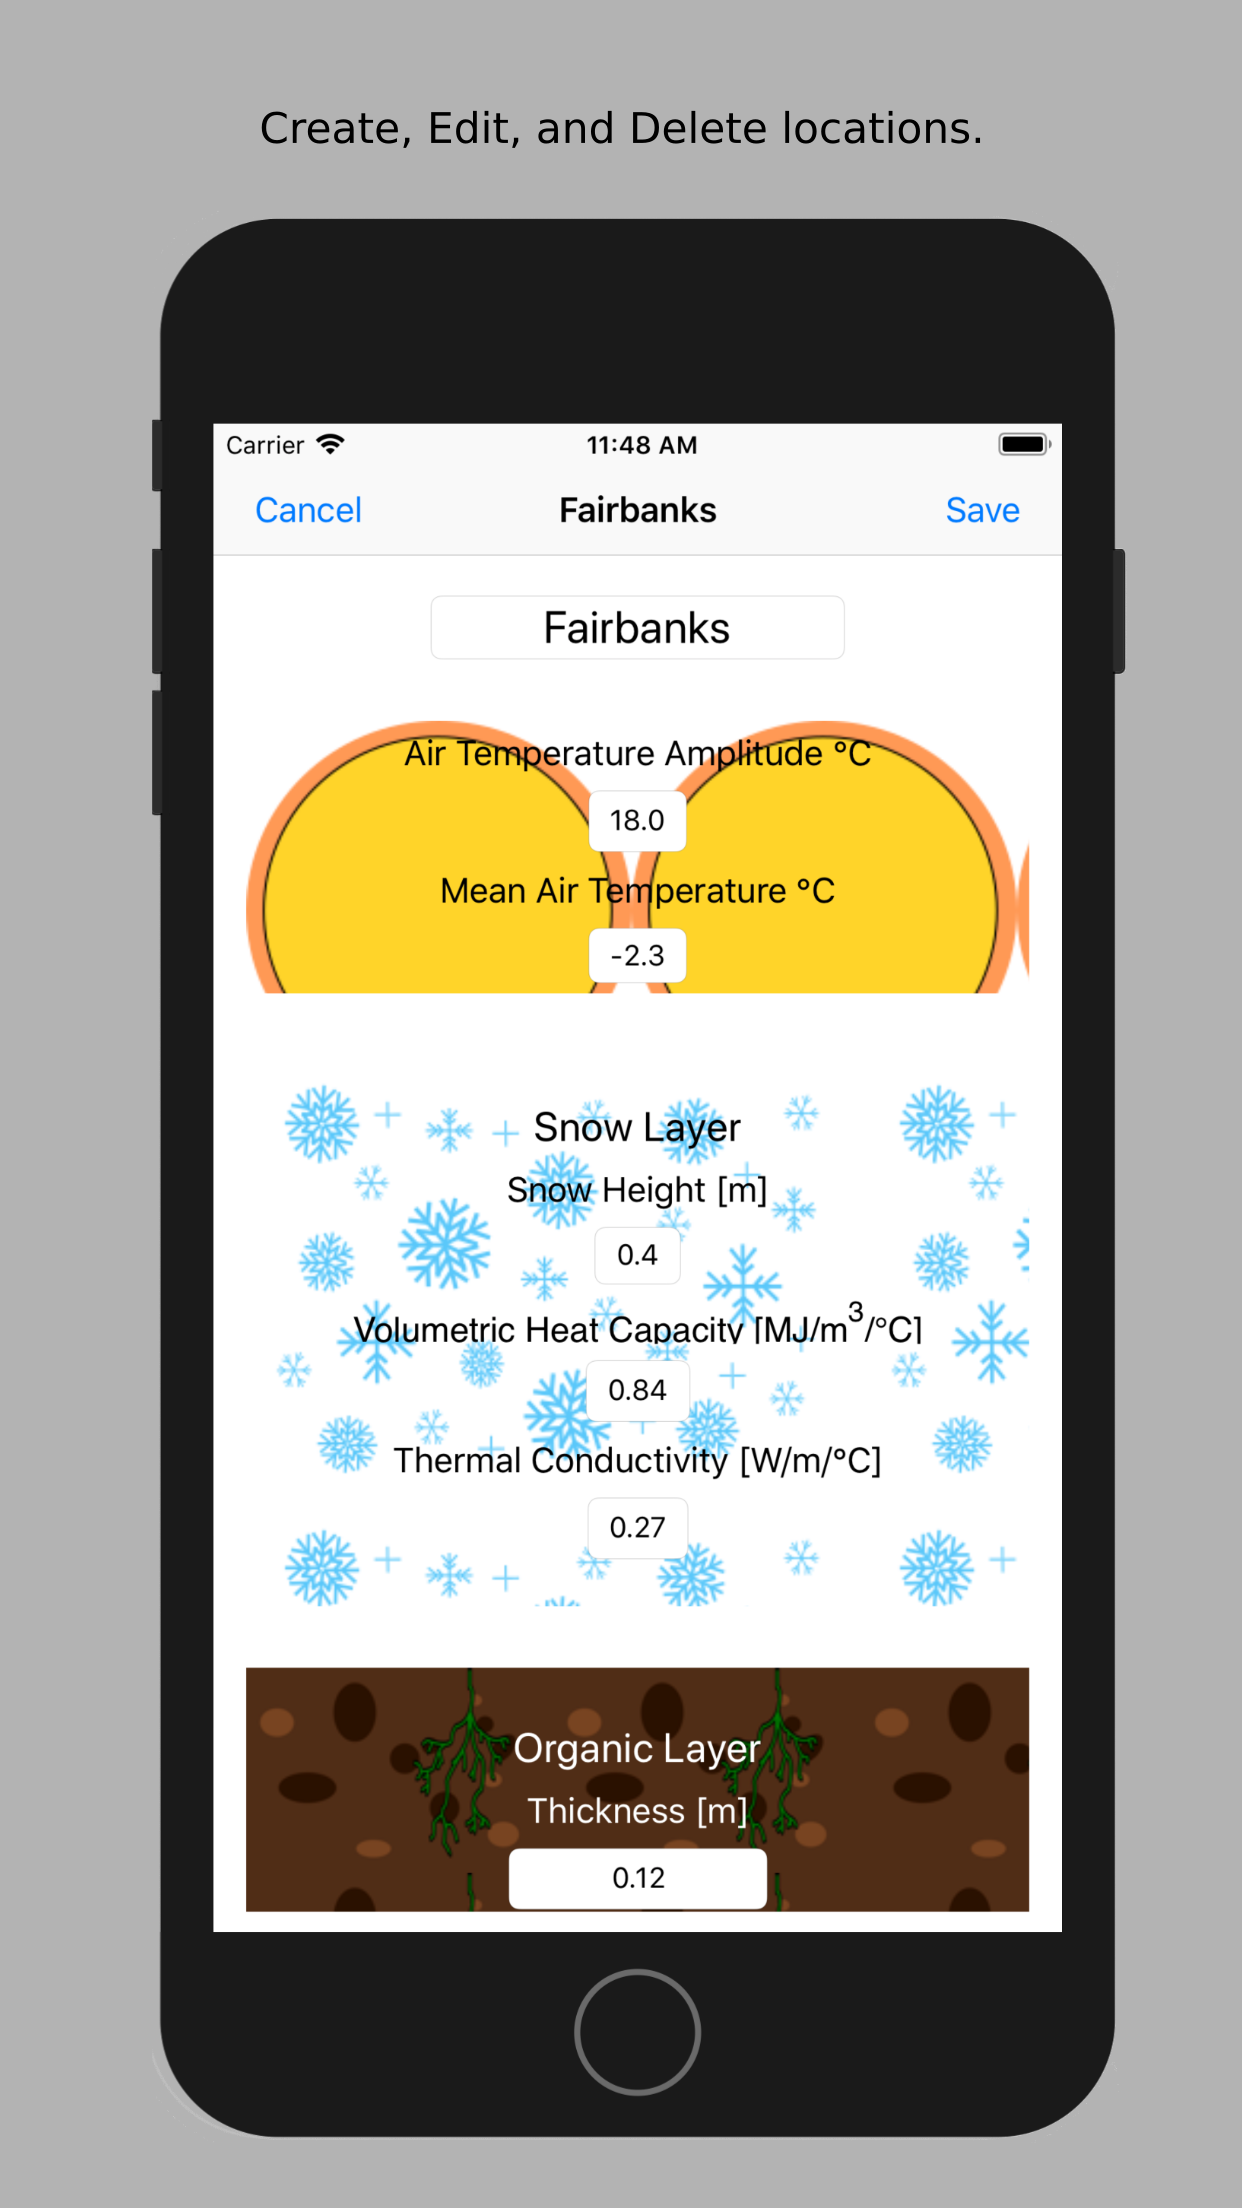 Create, Edit, and Delete locations.
Carrier 11:48 AM
Cancel Fairbanks Save
Fairbanks
Air Temperature Amplitude °C
18.0
Mean Air Temperature °C
-2.3
Snow Layer
Snow Height [m]
0.4
Volumetric Heat Capacity [MJ/m³/°C]
0.84
Thermal Conductivity [W/m/°C]
0.27
Organic Layer
Thickness [m]
0.12